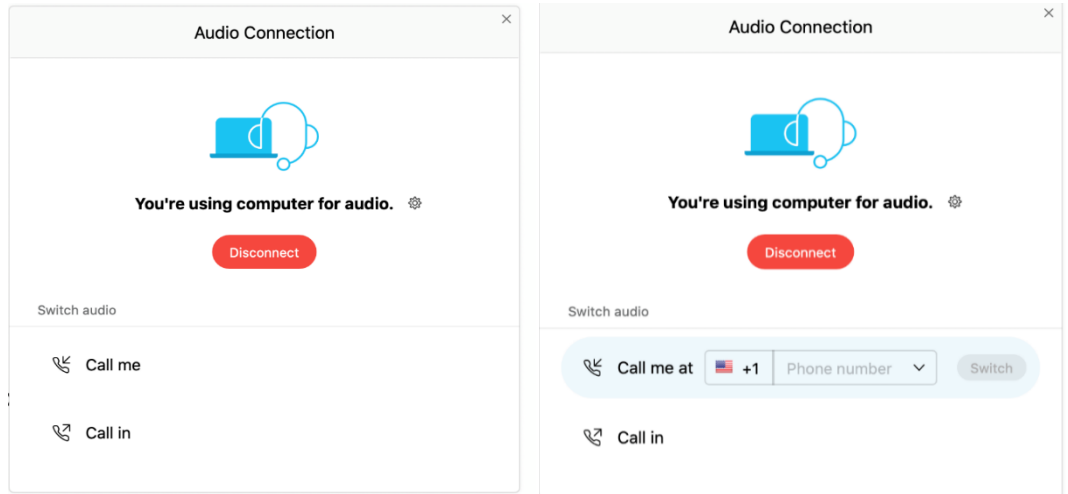 Audio Connection
You're using computer for audio.
Disconnect
Switch audio
Call me
Call in
Audio Connection
You're using computer for audio.
Disconnect
Switch audio
Call me at +1 Phone number Switch
Call in